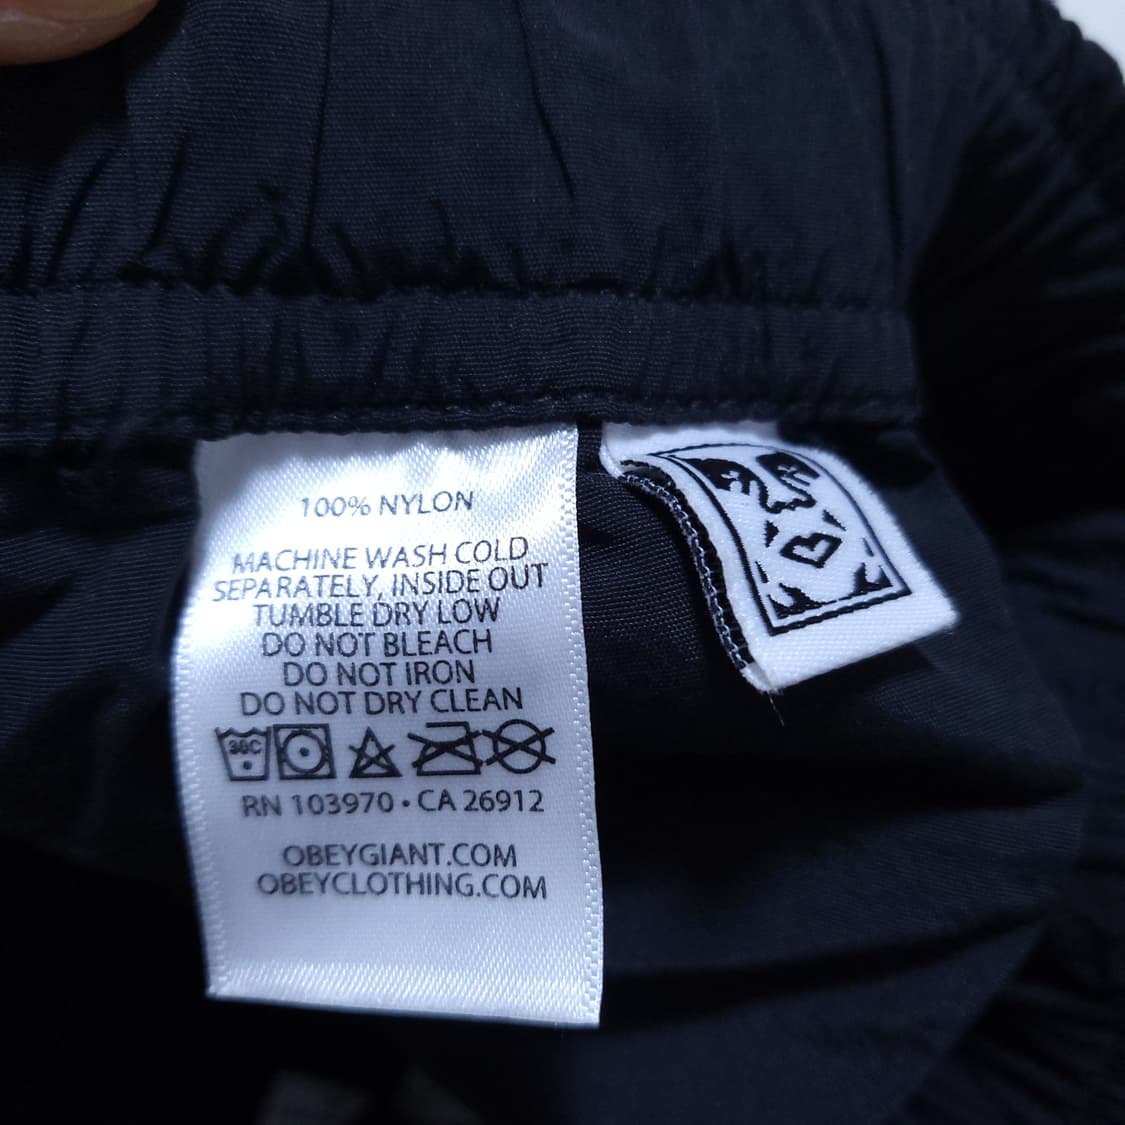 100% NYLON
MACHINE WASH COLD
SEPARATELY, INSIDE OUT
TUMBLE DRY LOW
DO NOT BLEACH
DO NOT IRON
DO NOT DRY CLEAN
30C
RN 103970 • CA 26912
OBEYGIANT.COM
OBEYCLOTHING.COM